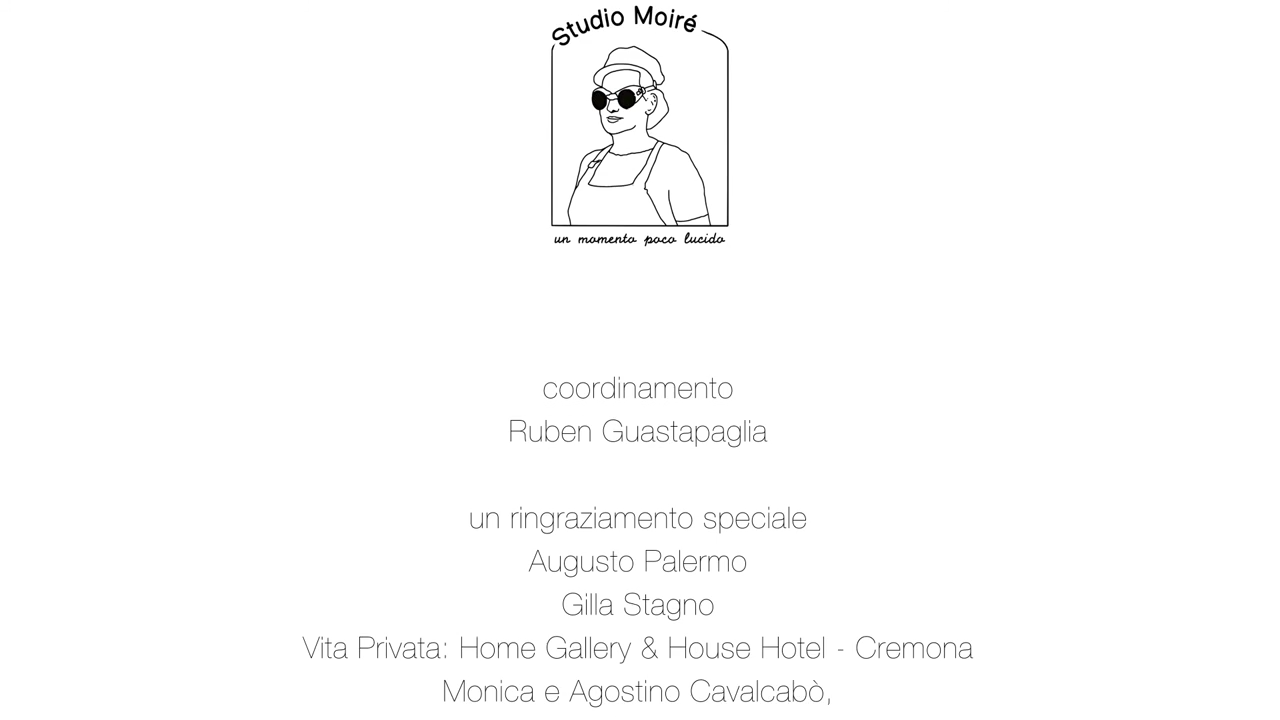 Studio Moiré
un momento poco lucido
coordinamento
Ruben Guastapaglia
un ringraziamento speciale
Augusto Palermo
Gilla Stagno
Vita Privata: Home Gallery & House Hotel - Cremona
Monica e Agostino Cavalcabò,